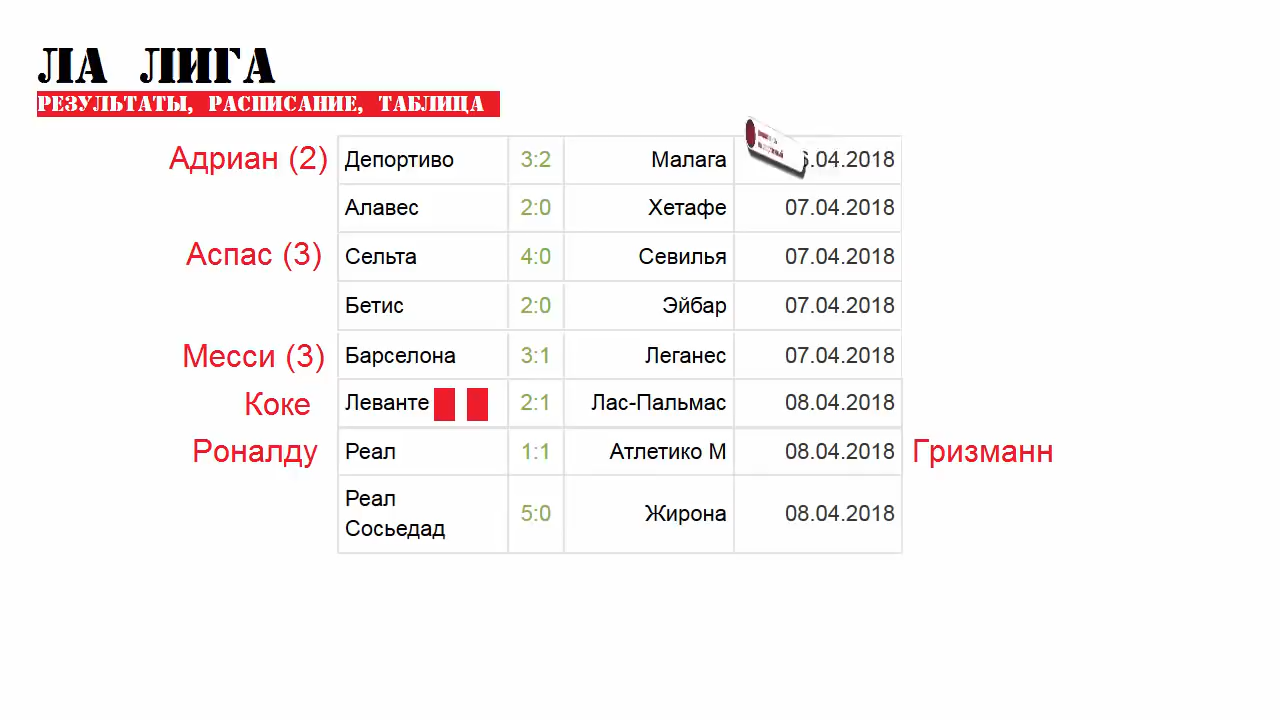 ЛА ЛИГА
РЕЗУЛЬТАТЫ, РАСПИСАНИЕ, ТАБЛИЦА
Адриан (2) Депортиво 3:2 Малага 6.04.2018
Алавес 2:0 Хетафе 07.04.2018
Аспас (3) Сельта 4:0 Севилья 07.04.2018
Бетис 2:0 Эйбар 07.04.2018
Месси (3) Барселона 3:1 Леганес 07.04.2018
Коке Леванте 2:1 Лас-Пальмас 08.04.2018
Роналду Реал 1:1 Атлетико М 08.04.2018 Гризманн
Реал Сосьедад 5:0 Жирона 08.04.2018